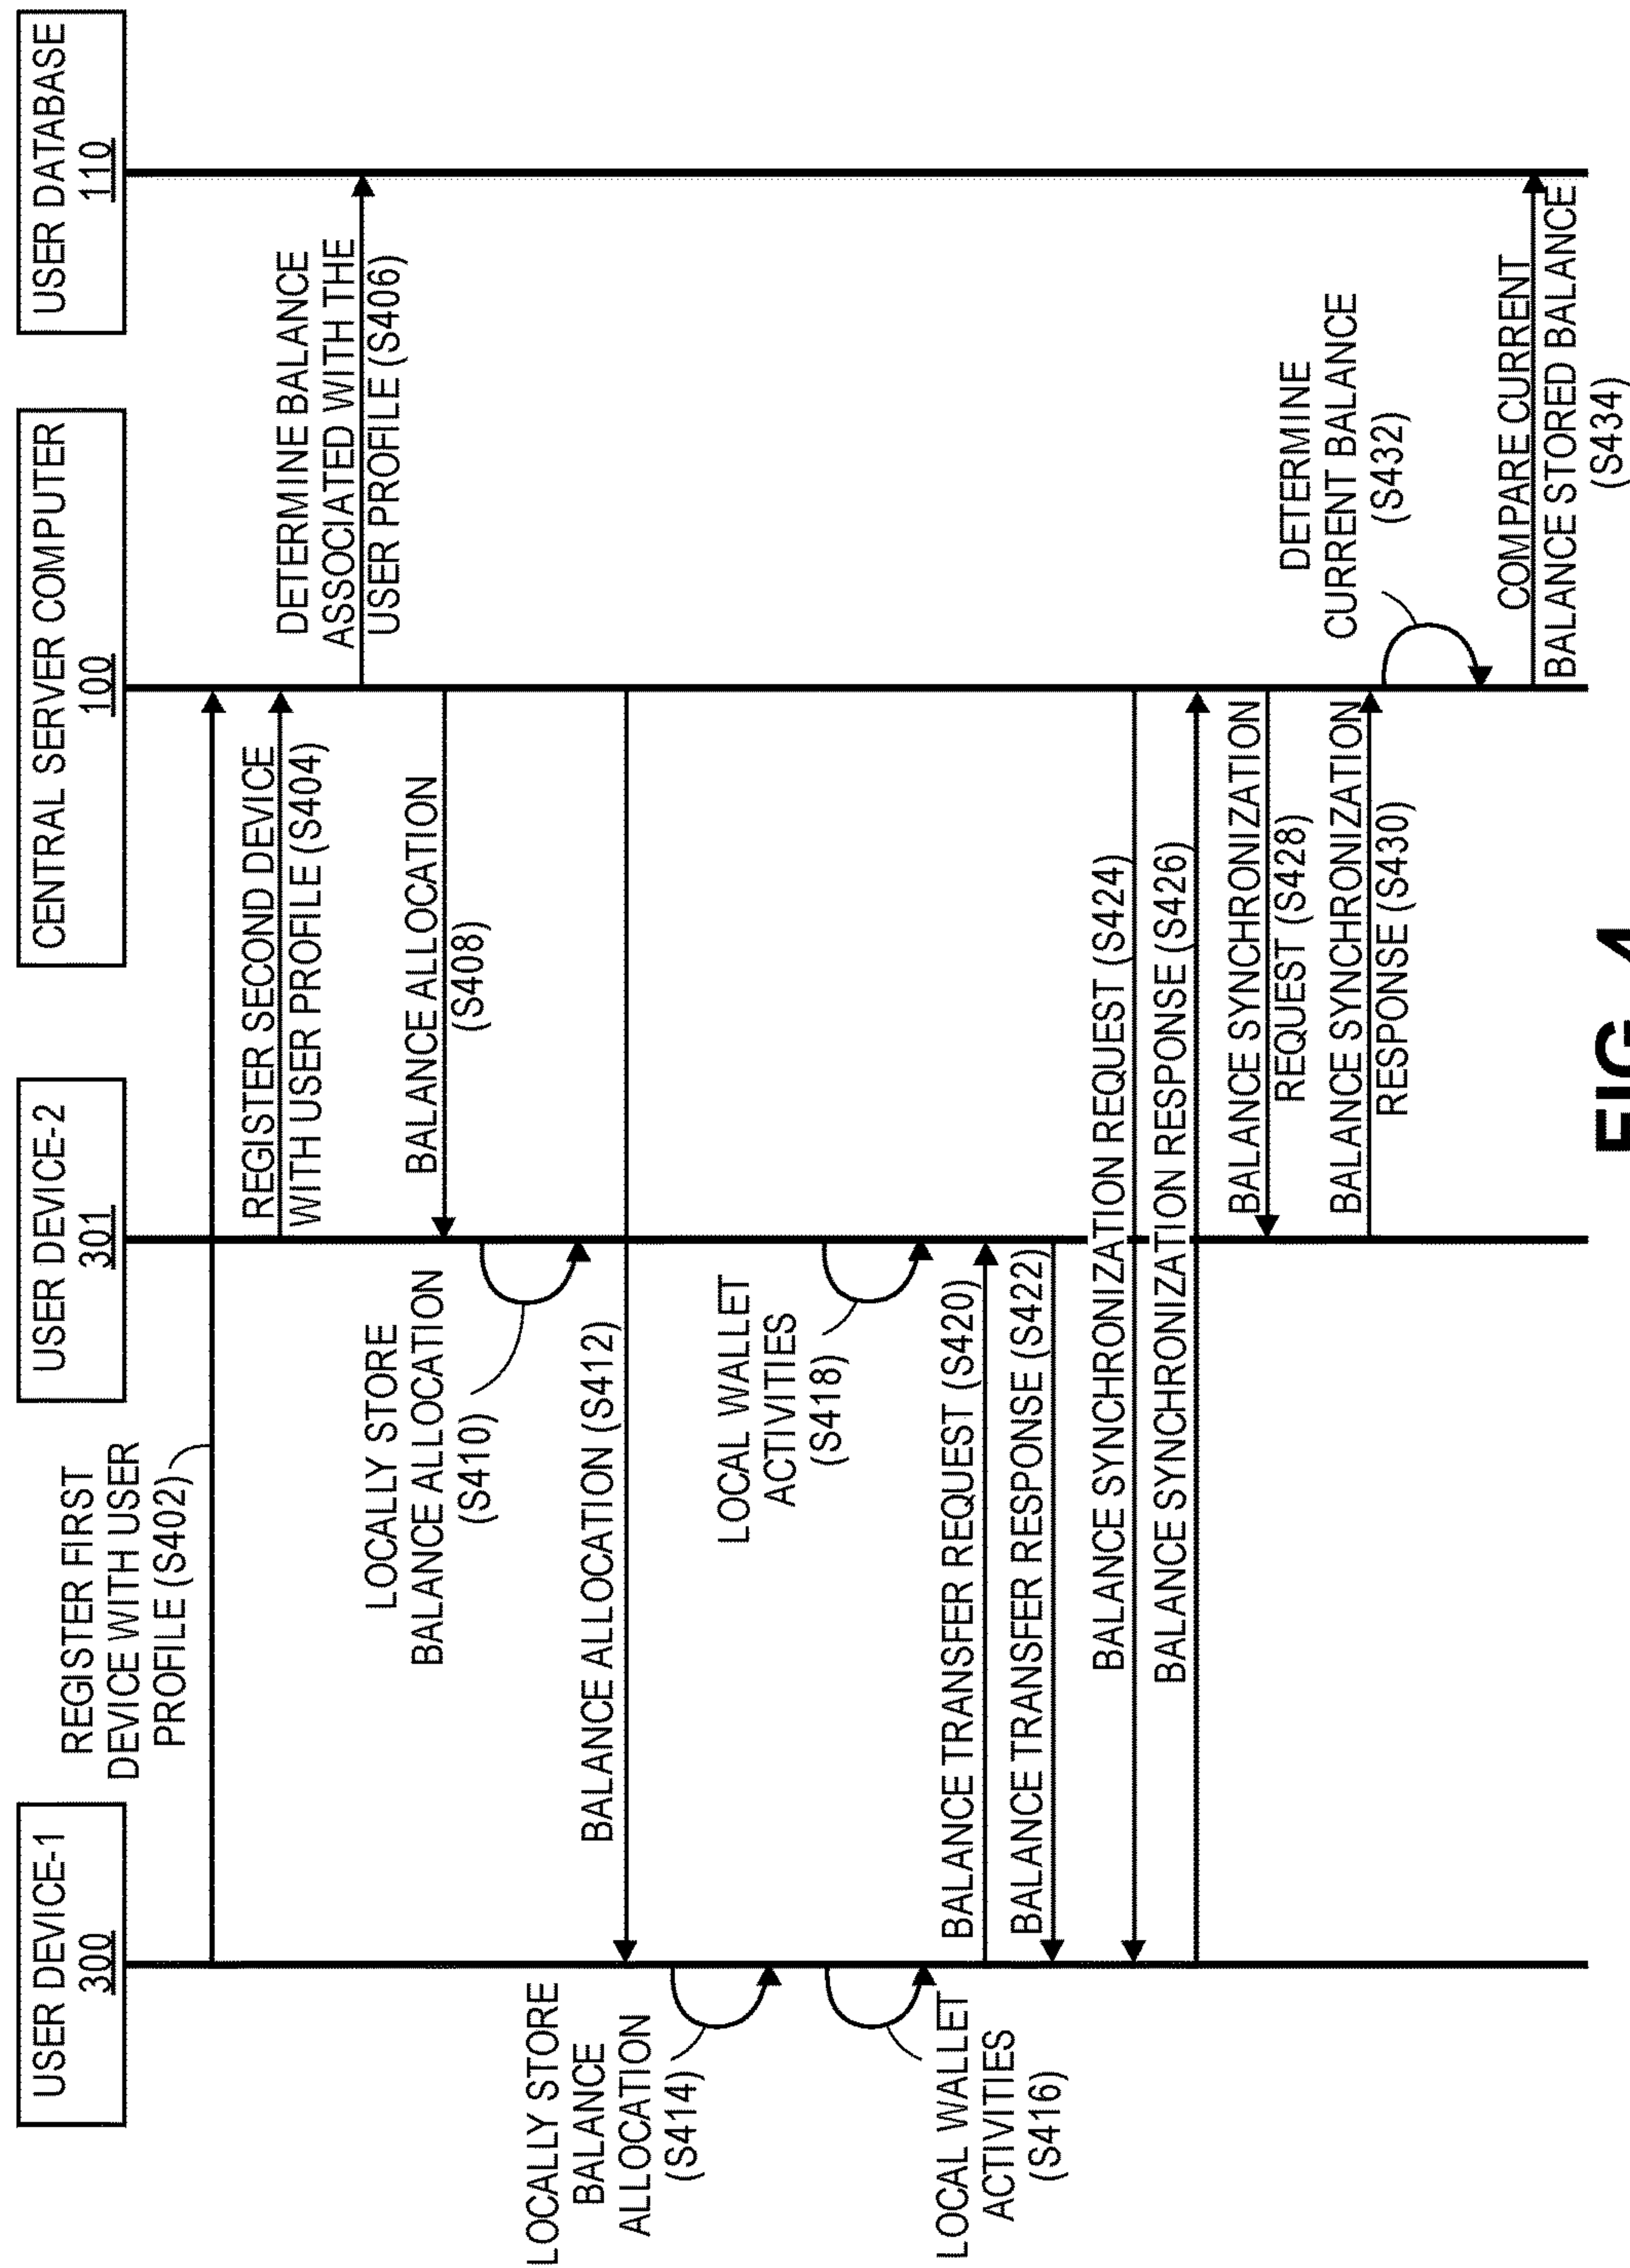 USER DEVICE-1
300
USER DEVICE-2
301
CENTRAL SERVER COMPUTER
100
USER DATABASE
110
REGISTER FIRST
DEVICE WITH USER
PROFILE (S402)
REGISTER SECOND DEVICE
WITH USER PROFILE (S404)
DETERMINE BALANCE
ASSOCIATED WITH THE
USER PROFILE (S406)
BALANCE ALLOCATION
(S408)
LOCALLY STORE
BALANCE ALLOCATION
(S410)
BALANCE ALLOCATION (S412)
LOCALLY STORE
BALANCE
ALLOCATION
(S414)
LOCAL WALLET
ACTIVITIES
(S416)
LOCAL WALLET
ACTIVITIES
(S418)
BALANCE TRANSFER REQUEST (S420)
BALANCE TRANSFER RESPONSE (S422)
BALANCE SYNCHRONIZATION REQUEST (S424)
BALANCE SYNCHRONIZATION RESPONSE (S426)
BALANCE SYNCHRONIZATION
REQUEST (S428)
BALANCE SYNCHRONIZATION
RESPONSE (S430)
DETERMINE
CURRENT BALANCE
(S432)
COMPARE CURRENT
BALANCE STORED BALANCE
(S434)
FIG. 4